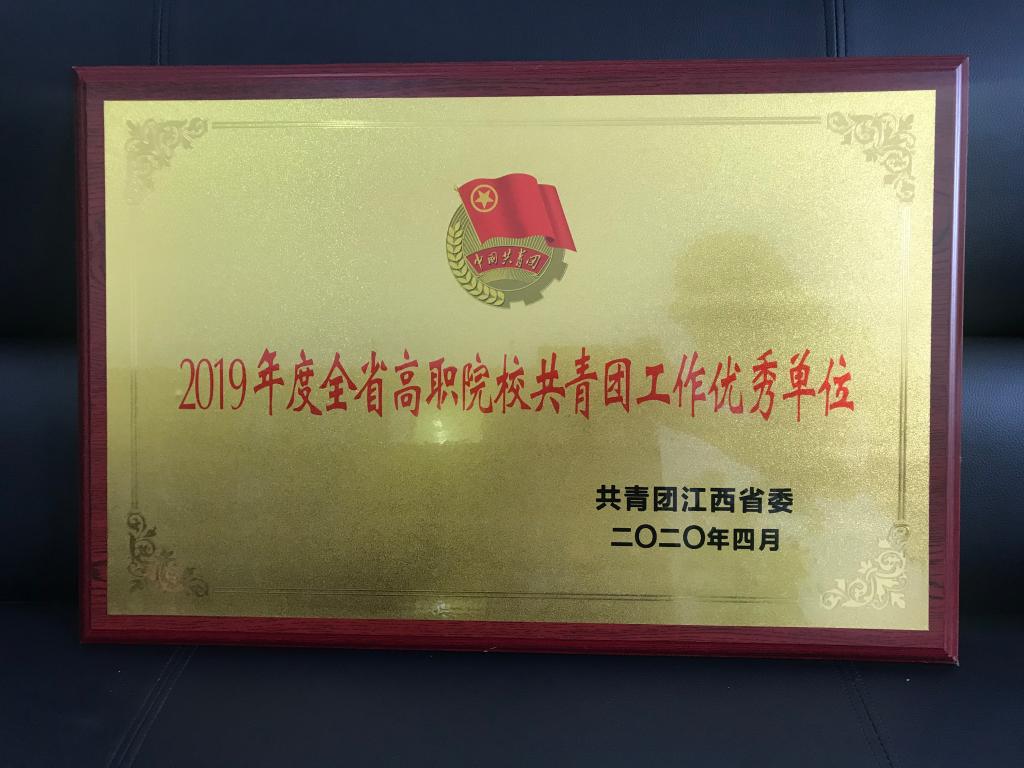 中国共青团
2019年度全省高职院校共青团工作优秀单位
共青团江西省委
二〇二〇年四月